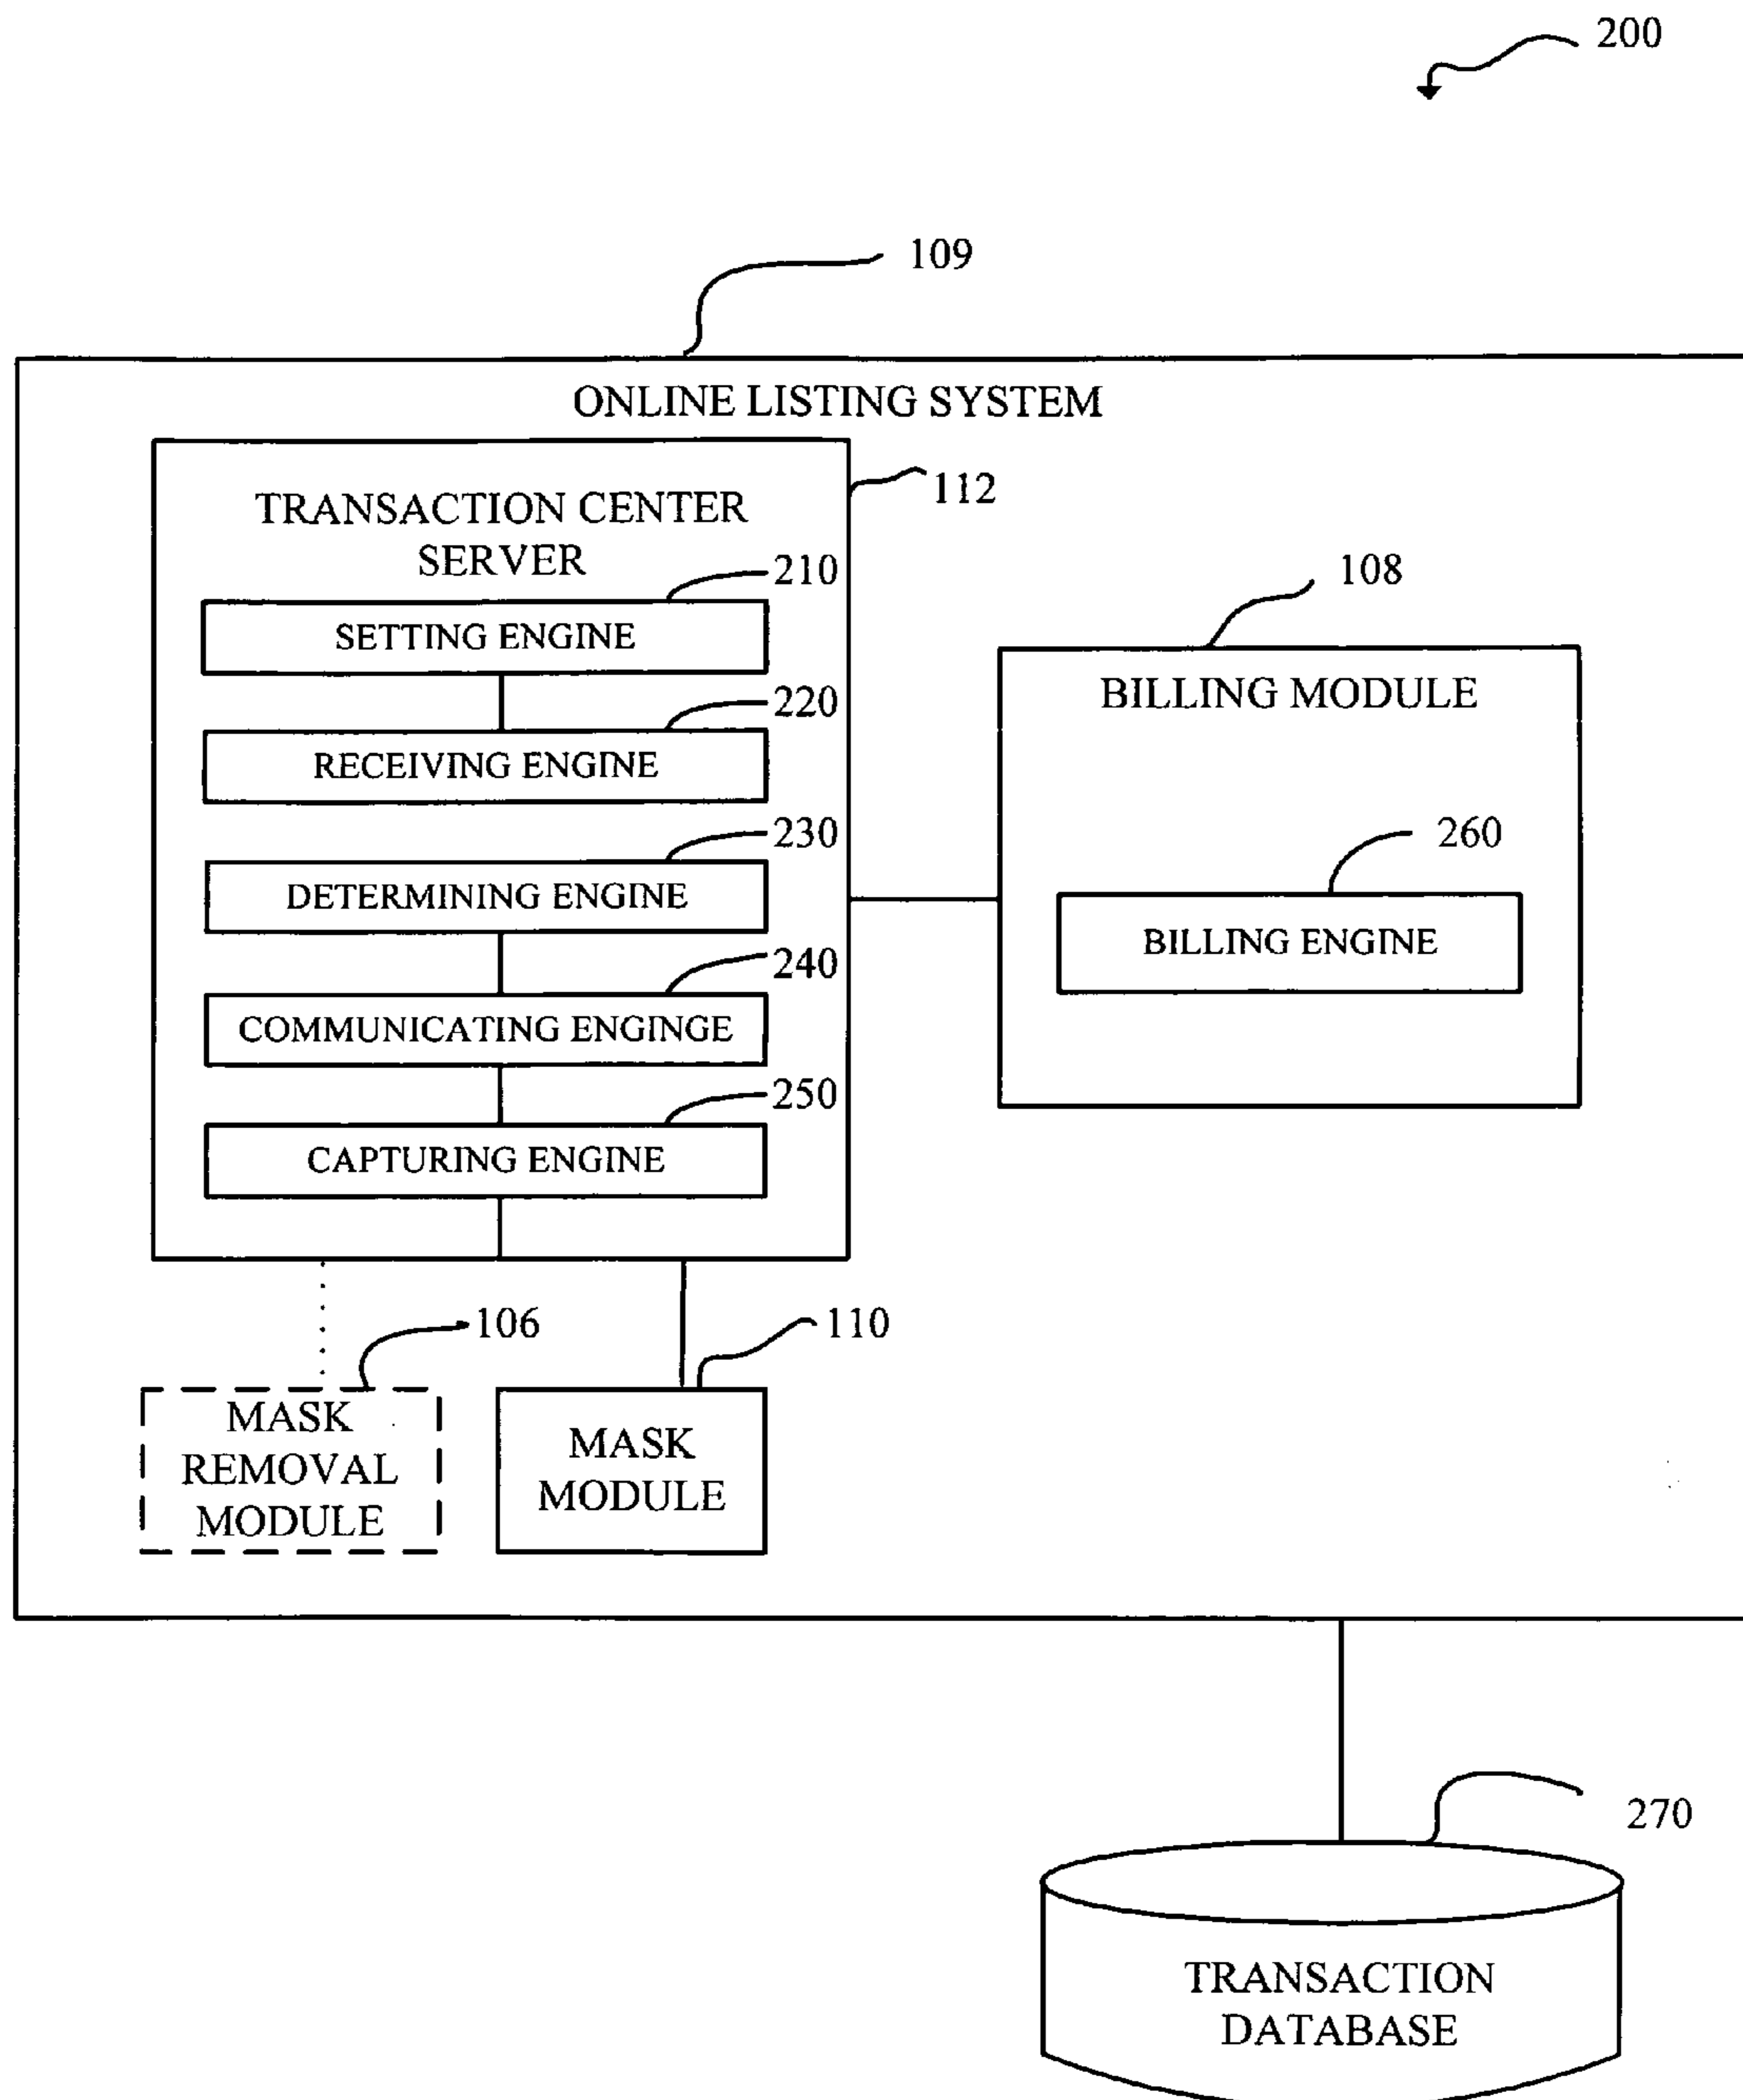 200
109
ONLINE LISTING SYSTEM
112
TRANSACTION CENTER
SERVER
210
SETTING ENGINE
108
BILLING MODULE
220
RECEIVING ENGINE
230
DETERMINING ENGINE
260
BILLING ENGINE
240
COMMUNICATING ENGINGE
250
CAPTURING ENGINE
106
110
MASK
REMOVAL
MODULE
MASK
MODULE
270
TRANSACTION
DATABASE